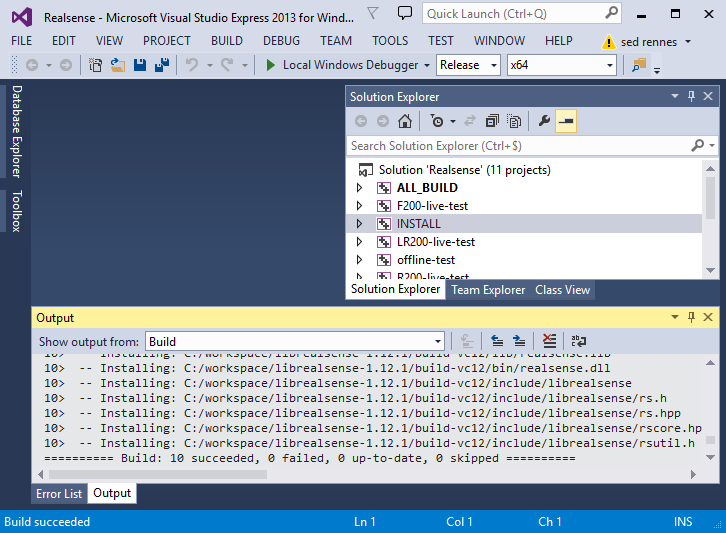 Realsense - Microsoft Visual Studio Express 2013 for Wind...
Quick Launch (Ctrl+Q)
FILE EDIT VIEW PROJECT BUILD DEBUG TEAM TOOLS TEST WINDOW HELP sed rennes
Local Windows Debugger Release x64
Database Explorer
Toolbox
Solution Explorer
Search Solution Explorer (Ctrl+$)
Solution 'Realsense' (11 projects)
ALL_BUILD
F200-live-test
INSTALL
LR200-live-test
offline-test
R200-live-test
Solution Explorer Team Explorer Class View
Output
Show output from: Build
10>  -- Installing: C:/workspace/librealsense-1.12.1/build-vc12/lib/realsense.lib
10>  -- Installing: C:/workspace/librealsense-1.12.1/build-vc12/bin/realsense.dll
10>  -- Installing: C:/workspace/librealsense-1.12.1/build-vc12/include/librealsense
10>  -- Installing: C:/workspace/librealsense-1.12.1/build-vc12/include/librealsense/rs.h
10>  -- Installing: C:/workspace/librealsense-1.12.1/build-vc12/include/librealsense/rs.hpp
10>  -- Installing: C:/workspace/librealsense-1.12.1/build-vc12/include/librealsense/rscore.hp
10>  -- Installing: C:/workspace/librealsense-1.12.1/build-vc12/include/librealsense/rsutil.h
========== Build: 10 succeeded, 0 failed, 0 up-to-date, 0 skipped ==========
Error List Output
Build succeeded Ln 1 Col 1 Ch 1 INS